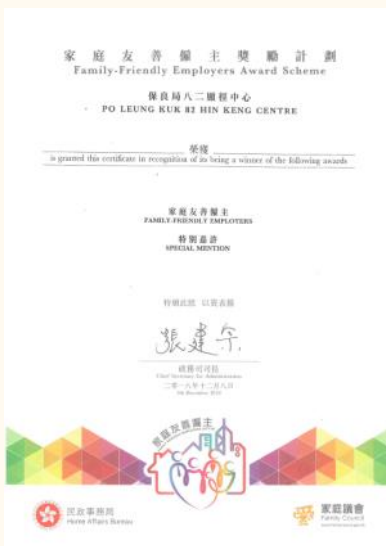 家庭友善僱主獎勵計劃
Family-Friendly Employers Award Scheme
保良局八二顯徑中心
PO LEUNG KUK 82 HIN KENG CENTRE
榮獲
is granted this certificate in recognition of its being a winner of the following awards
家庭友善僱主
FAMILY-FRIENDLY EMPLOYERS
特別嘉許
SPECIAL MENTION
特頒此狀 以資表揚
張建宗
政務司司長
Chief Secretary for Administration
二零一八年十二月八日
8th December 2018
家庭友善僱主
民政事務局
Home Affairs Bureau
家庭議會
Family Council